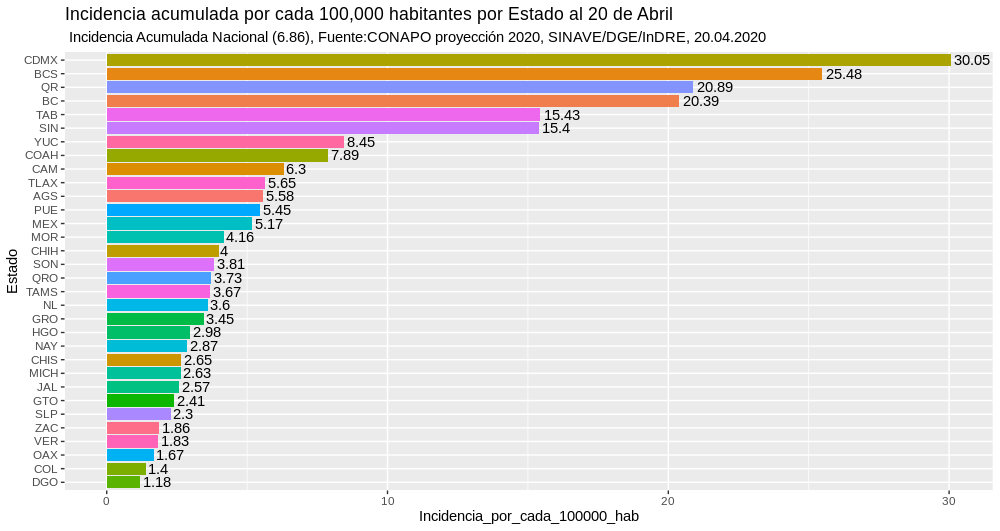 Incidencia acumulada por cada 100,000 habitantes por Estado al 20 de Abril
Incidencia Acumulada Nacional (6.86), Fuente:CONAPO proyección 2020, SINAVE/DGE/InDRE, 20.04.2020
Estado
CDMX 30.05
BCS 25.48
QR 20.89
BC 20.39
TAB 15.43
SIN 15.4
YUC 8.45
COAH 7.89
CAM 6.3
TLAX 5.65
AGS 5.58
PUE 5.45
MEX 5.17
MOR 4.16
CHIH 4
SON 3.81
QRO 3.73
TAMS 3.67
NL 3.6
GRO 3.45
HGO 2.98
NAY 2.87
CHIS 2.65
MICH 2.63
JAL 2.57
GTO 2.41
SLP 2.3
ZAC 1.86
VER 1.83
OAX 1.67
COL 1.4
DGO 1.18
0 10 20 30
Incidencia_por_cada_100000_hab